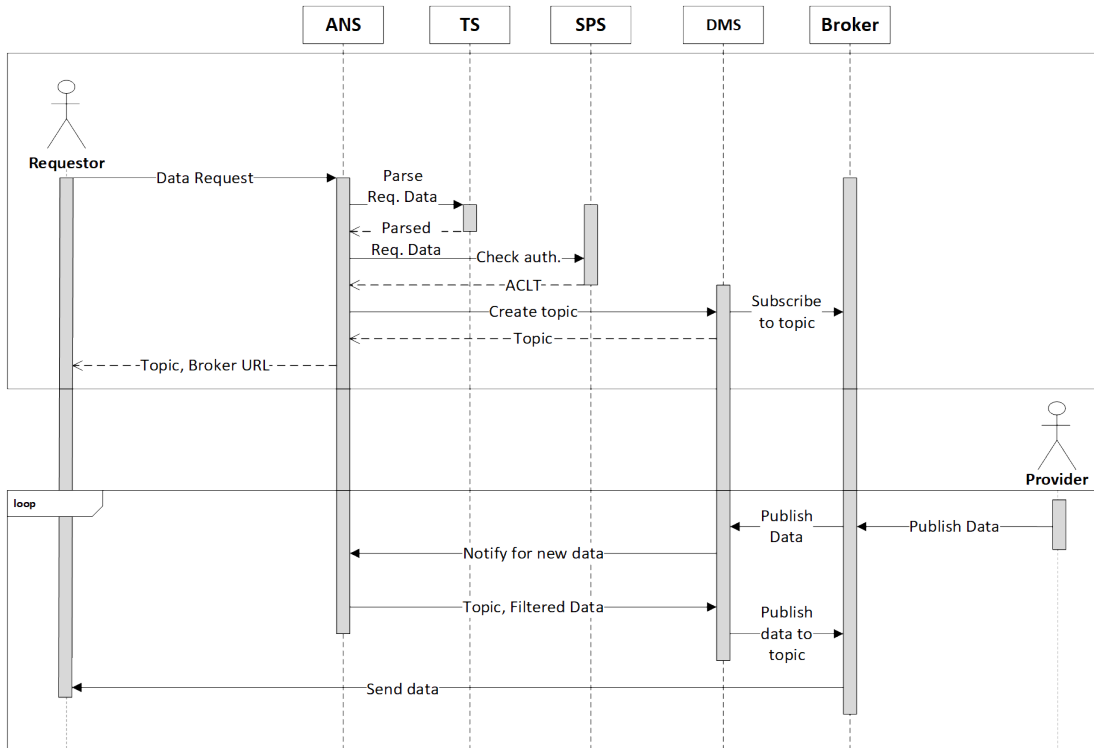 ANS
TS
SPS
DMS
Broker
Requestor
Data Request
Parse
Req. Data
Parsed
Req. Data
Check auth.
ACLT
Create topic
Subscribe
to topic
Topic
Topic, Broker URL
Provider
loop
Publish
Data
Publish Data
Notify for new data
Topic, Filtered Data
Publish
data to
topic
Send data